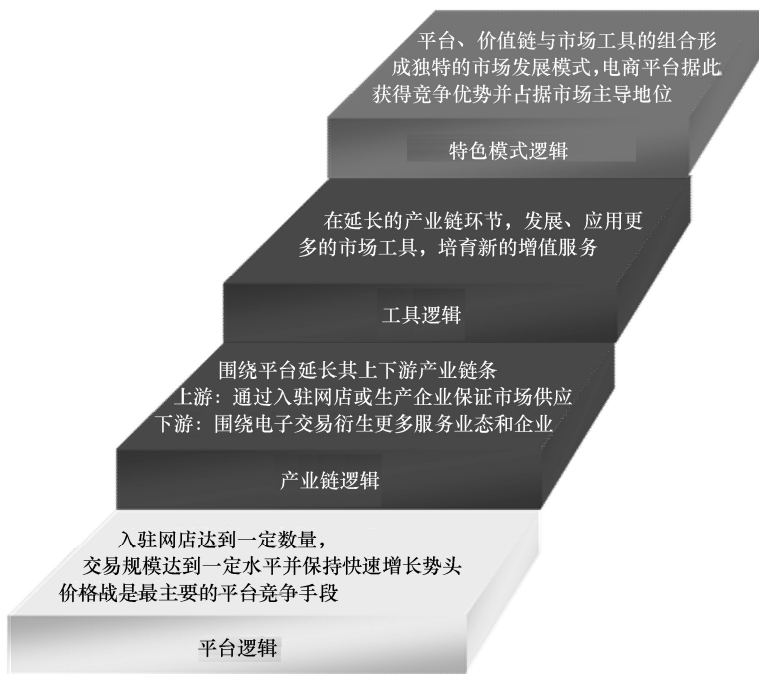 平台、价值链与市场工具的组合形
成独特的市场发展模式,电商平台据此
获得竞争优势并占据市场主导地位
特色模式逻辑
在延长的产业链环节，发展、应用更
多的市场工具，培育新的增值服务
工具逻辑
围绕平台延长其上下游产业链条
上游：通过入驻网店或生产企业保证市场供应
下游：围绕电子交易衍生更多服务业态和企业
产业链逻辑
入驻网店达到一定数量，
交易规模达到一定水平并保持快速增长势头
价格战是最主要的平台竞争手段
平台逻辑